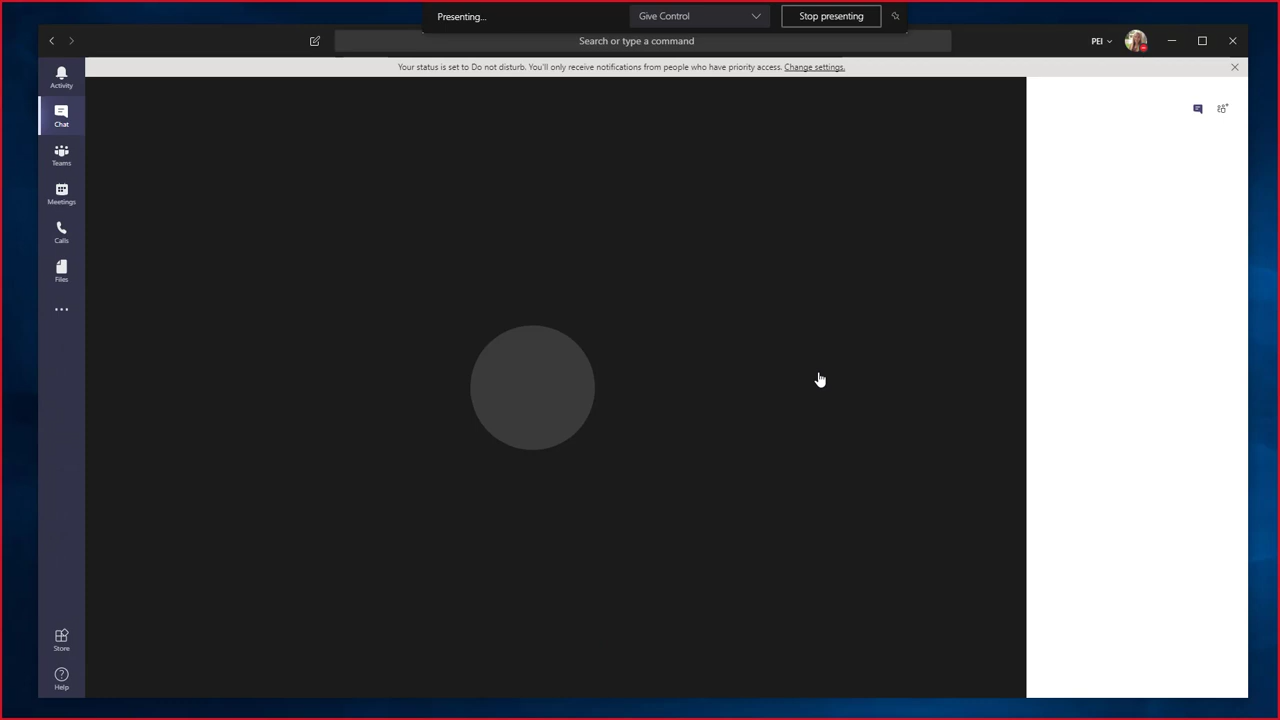 Presenting...
Give Control
Stop presenting
Search or type a command
PEI
Your status is set to Do not disturb. You'll only receive notifications from people who have priority access. Change settings.
Activity
Chat
Teams
Meetings
Calls
Files
Store
Help